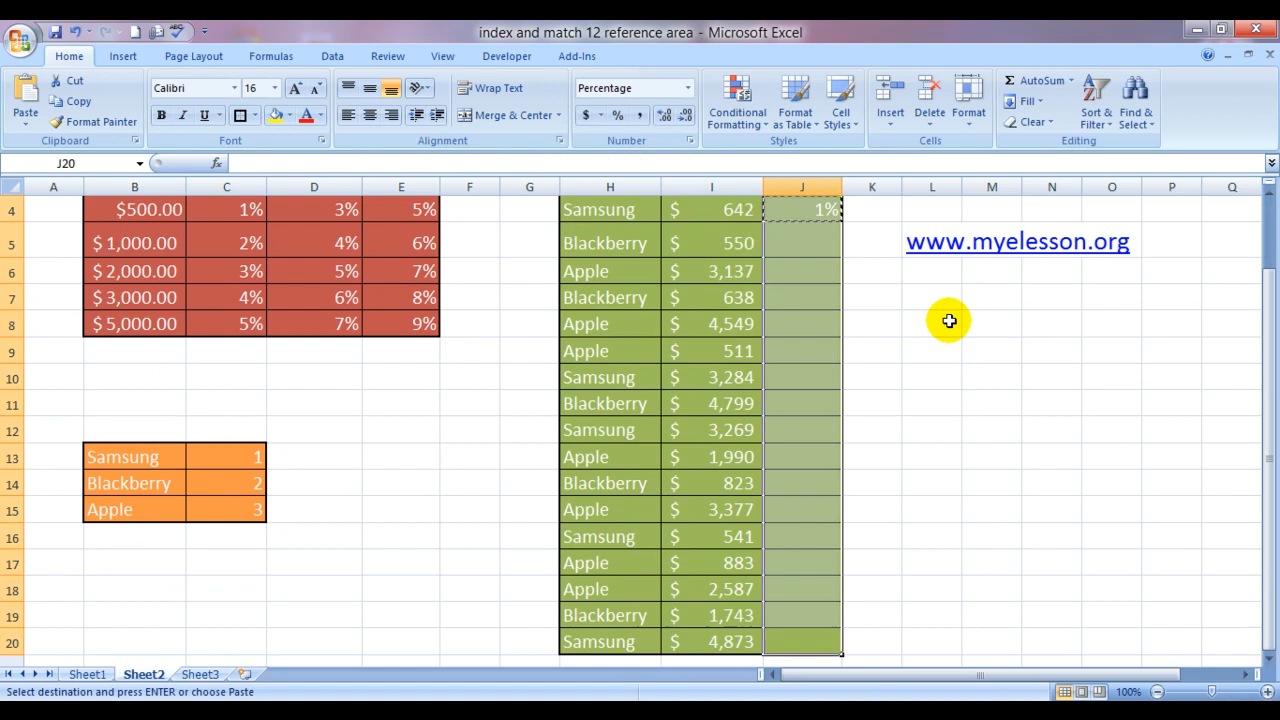 index and match 12 reference area - Microsoft Excel
Home Insert Page Layout Formulas Data Review View Developer Add-Ins
Cut
Copy
Format Painter
Paste
Clipboard
Calibri 16
B I U A
Font
Wrap Text
Merge & Center
Alignment
Percentage
$ % ,
Number
Conditional Formatting
Format as Table
Cell Styles
Styles
Insert Delete Format
Cells
Σ AutoSum
Fill
Clear
Sort & Filter
Find & Select
Editing
J20 fx
A B C D E F G H I J K L M N O P Q
4 $500.00 1% 3% 5% Samsung $ 642 1%
5 $ 1,000.00 2% 4% 6% Blackberry $ 550 www.myelesson.org
6 $ 2,000.00 3% 5% 7% Apple $ 3,137
7 $ 3,000.00 4% 6% 8% Blackberry $ 638
8 $ 5,000.00 5% 7% 9% Apple $ 4,549
9 Apple $ 511
10 Samsung $ 3,284
11 Blackberry $ 4,799
12 Samsung $ 3,269
13 Samsung 1 Apple $ 1,990
14 Blackberry 2 Blackberry $ 823
15 Apple 3 Apple $ 3,377
16 Samsung $ 541
17 Apple $ 883
18 Apple $ 2,587
19 Blackberry $ 1,743
20 Samsung $ 4,873
Sheet1 Sheet2 Sheet3
Select destination and press ENTER or choose Paste 100%